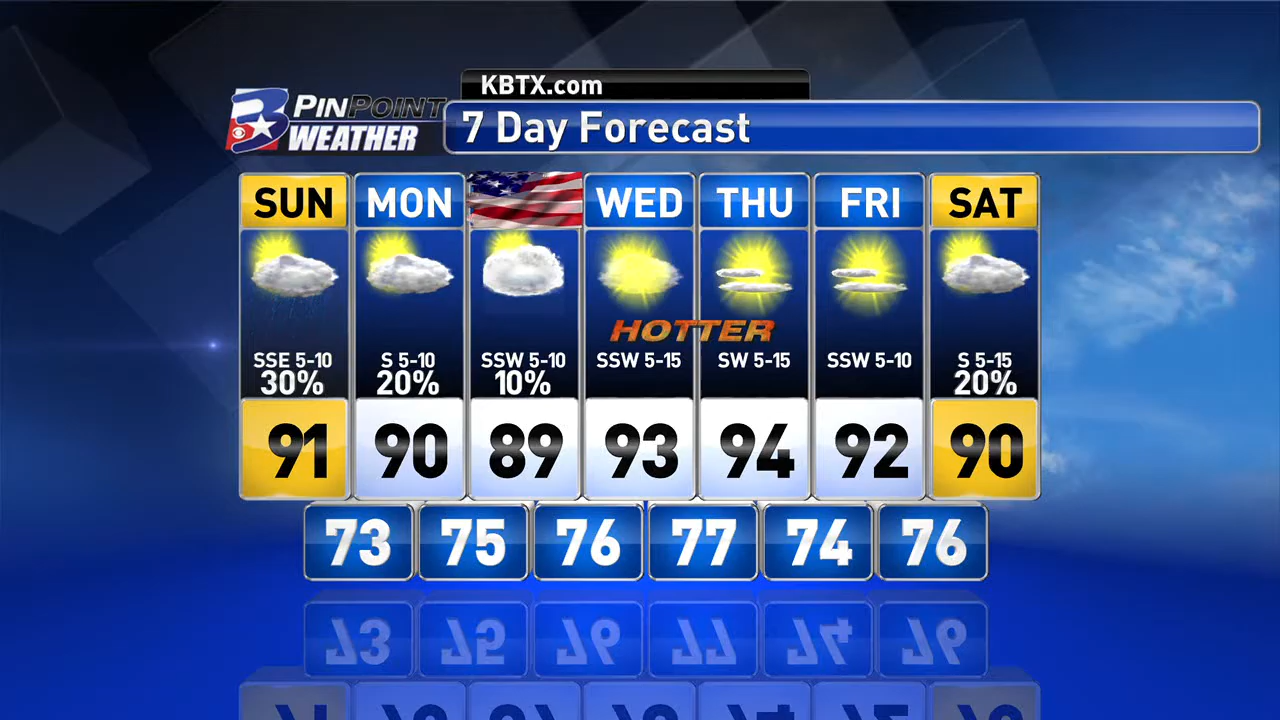 KBTX.com
PINPOINT
WEATHER
7 Day Forecast
SUN MON WED THU FRI SAT
HOTTER
SSE 5-10 S 5-10 SSW 5-10 SSW 5-15 SW 5-15 SSW 5-10 S 5-15
30% 20% 10% 20%
91 90 89 93 94 92 90
73 75 76 77 74 76